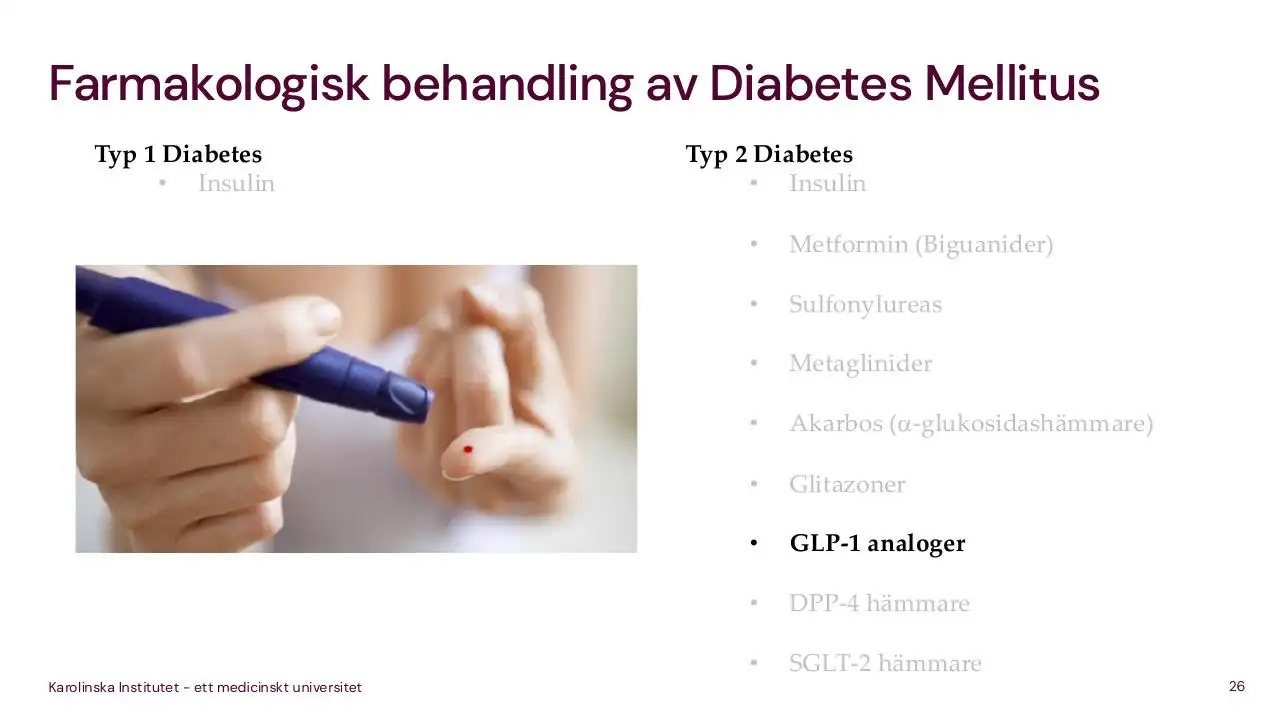 Farmakologisk behandling av Diabetes Mellitus
Typ 1 Diabetes
• Insulin
Typ 2 Diabetes
• Insulin
• Metformin (Biguanider)
• Sulfonylureas
• Metaglinider
• Akarbos (α-glukosidashämmare)
• Glitazoner
• GLP-1 analoger
• DPP-4 hämmare
• SGLT-2 hämmare
Karolinska Institutet - ett medicinskt universitet
26